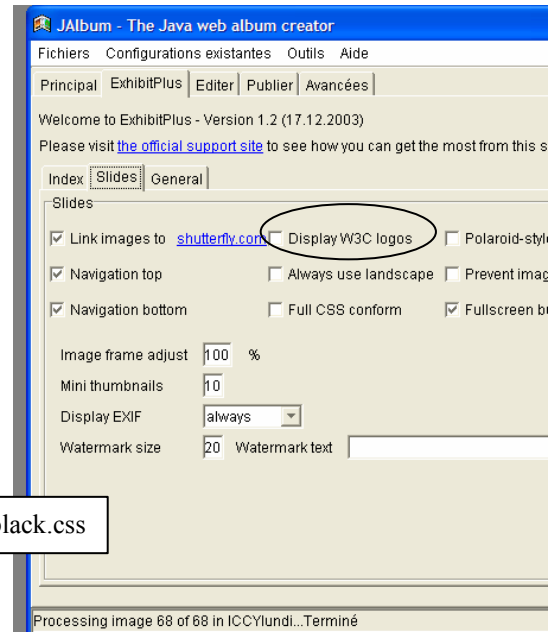 JAlbum - The Java web album creator
Fichiers Configurations existantes Outils Aide
Principal ExhibitPlus Editer Publier Avancées
Welcome to ExhibitPlus - Version 1.2 (17.12.2003)
Please visit the official support site to see how you can get the most from this s
Index Slides General
Slides
Link images to shutterfly.com Display W3C logos Polaroid-style
Navigation top Always use landscape Prevent imag
Navigation bottom Full CSS conform Fullscreen bu
Image frame adjust 100 %
Mini thumbnails 10
Display EXIF always
Watermark size 20 Watermark text
lack.css
Processing image 68 of 68 in ICCYlundi...Terminé